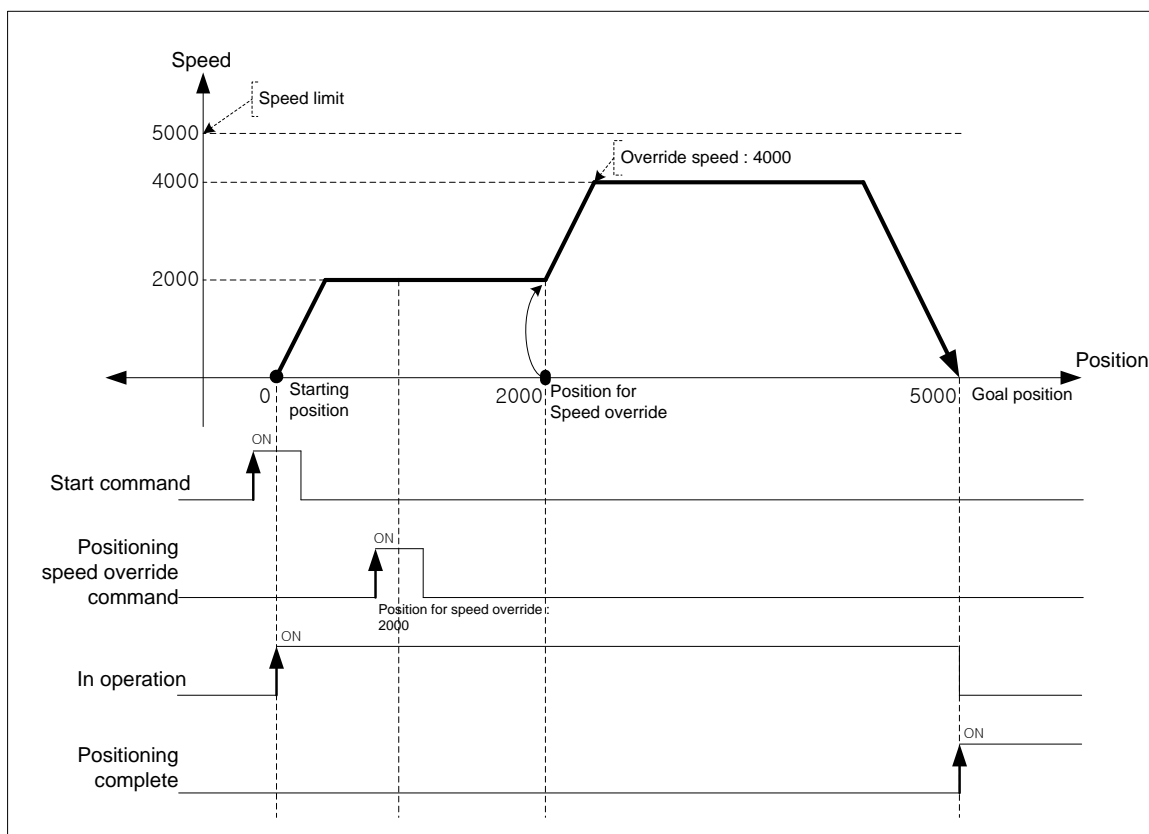 Speed
Speed limit
5000
Override speed : 4000
4000
2000
Position
0
Starting
position
2000
Position for
Speed override
5000
Goal position
ON
Start command
ON
Positioning
speed override
command
Position for speed override :
2000
ON
In operation
ON
Positioning
complete